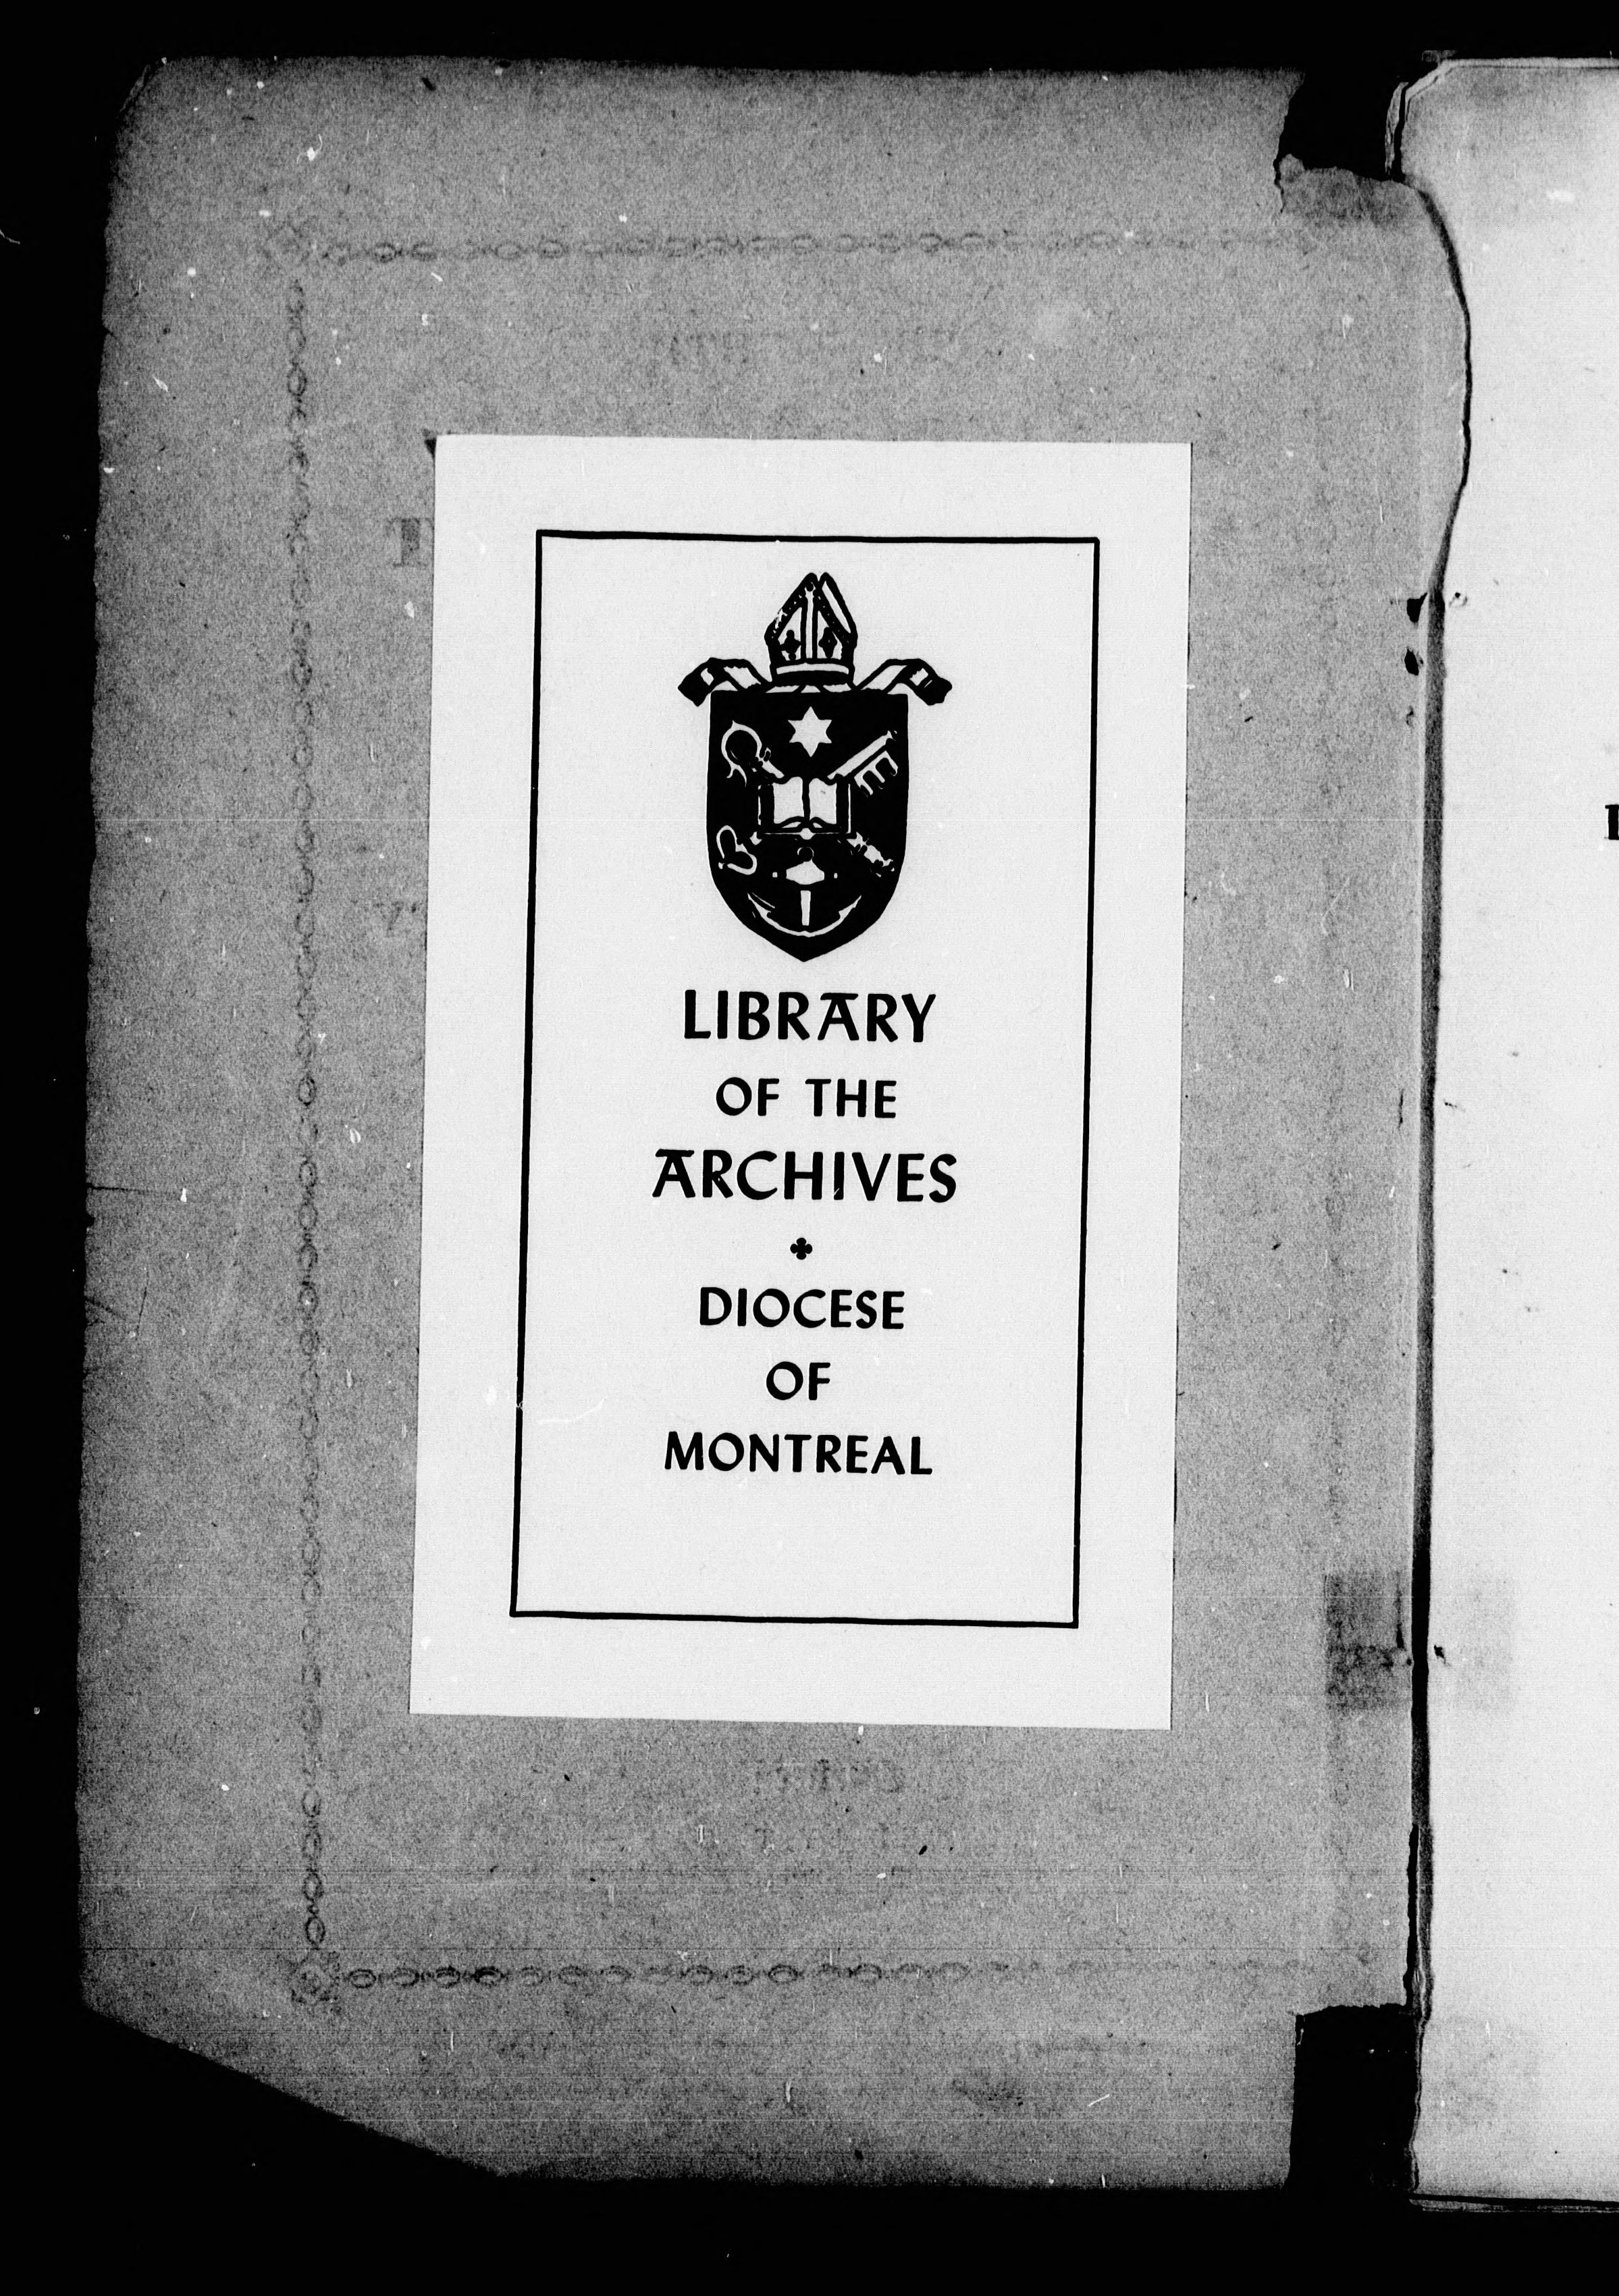 LIBRARY
OF THE
ARCHIVES
DIOCESE
OF
MONTREAL